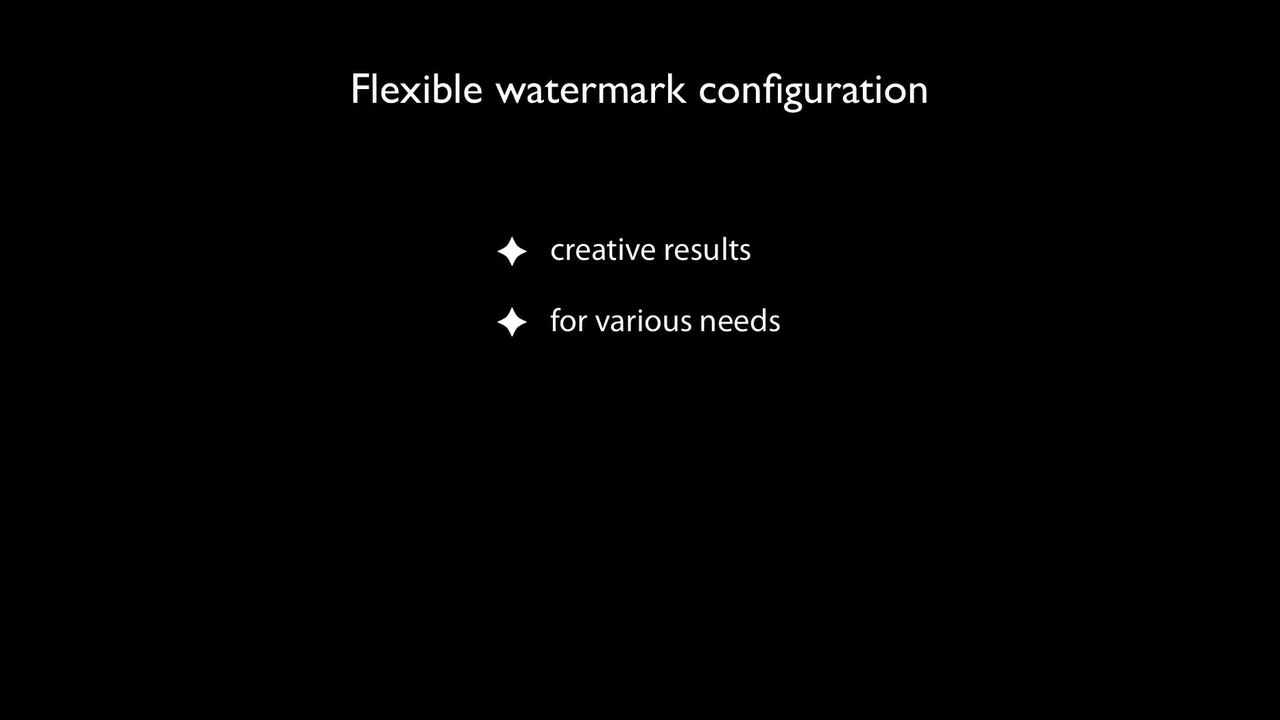 Flexible watermark configuration
creative results
for various needs